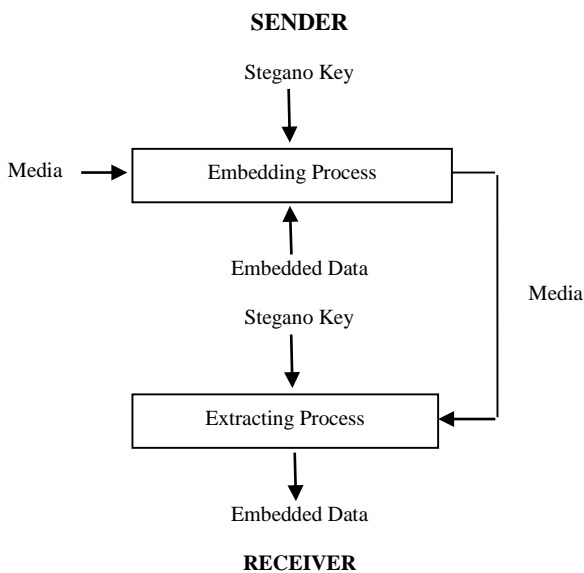 SENDER
Stegano Key
Media
Embedding Process
Embedded Data
Media
Stegano Key
Extracting Process
Embedded Data
RECEIVER